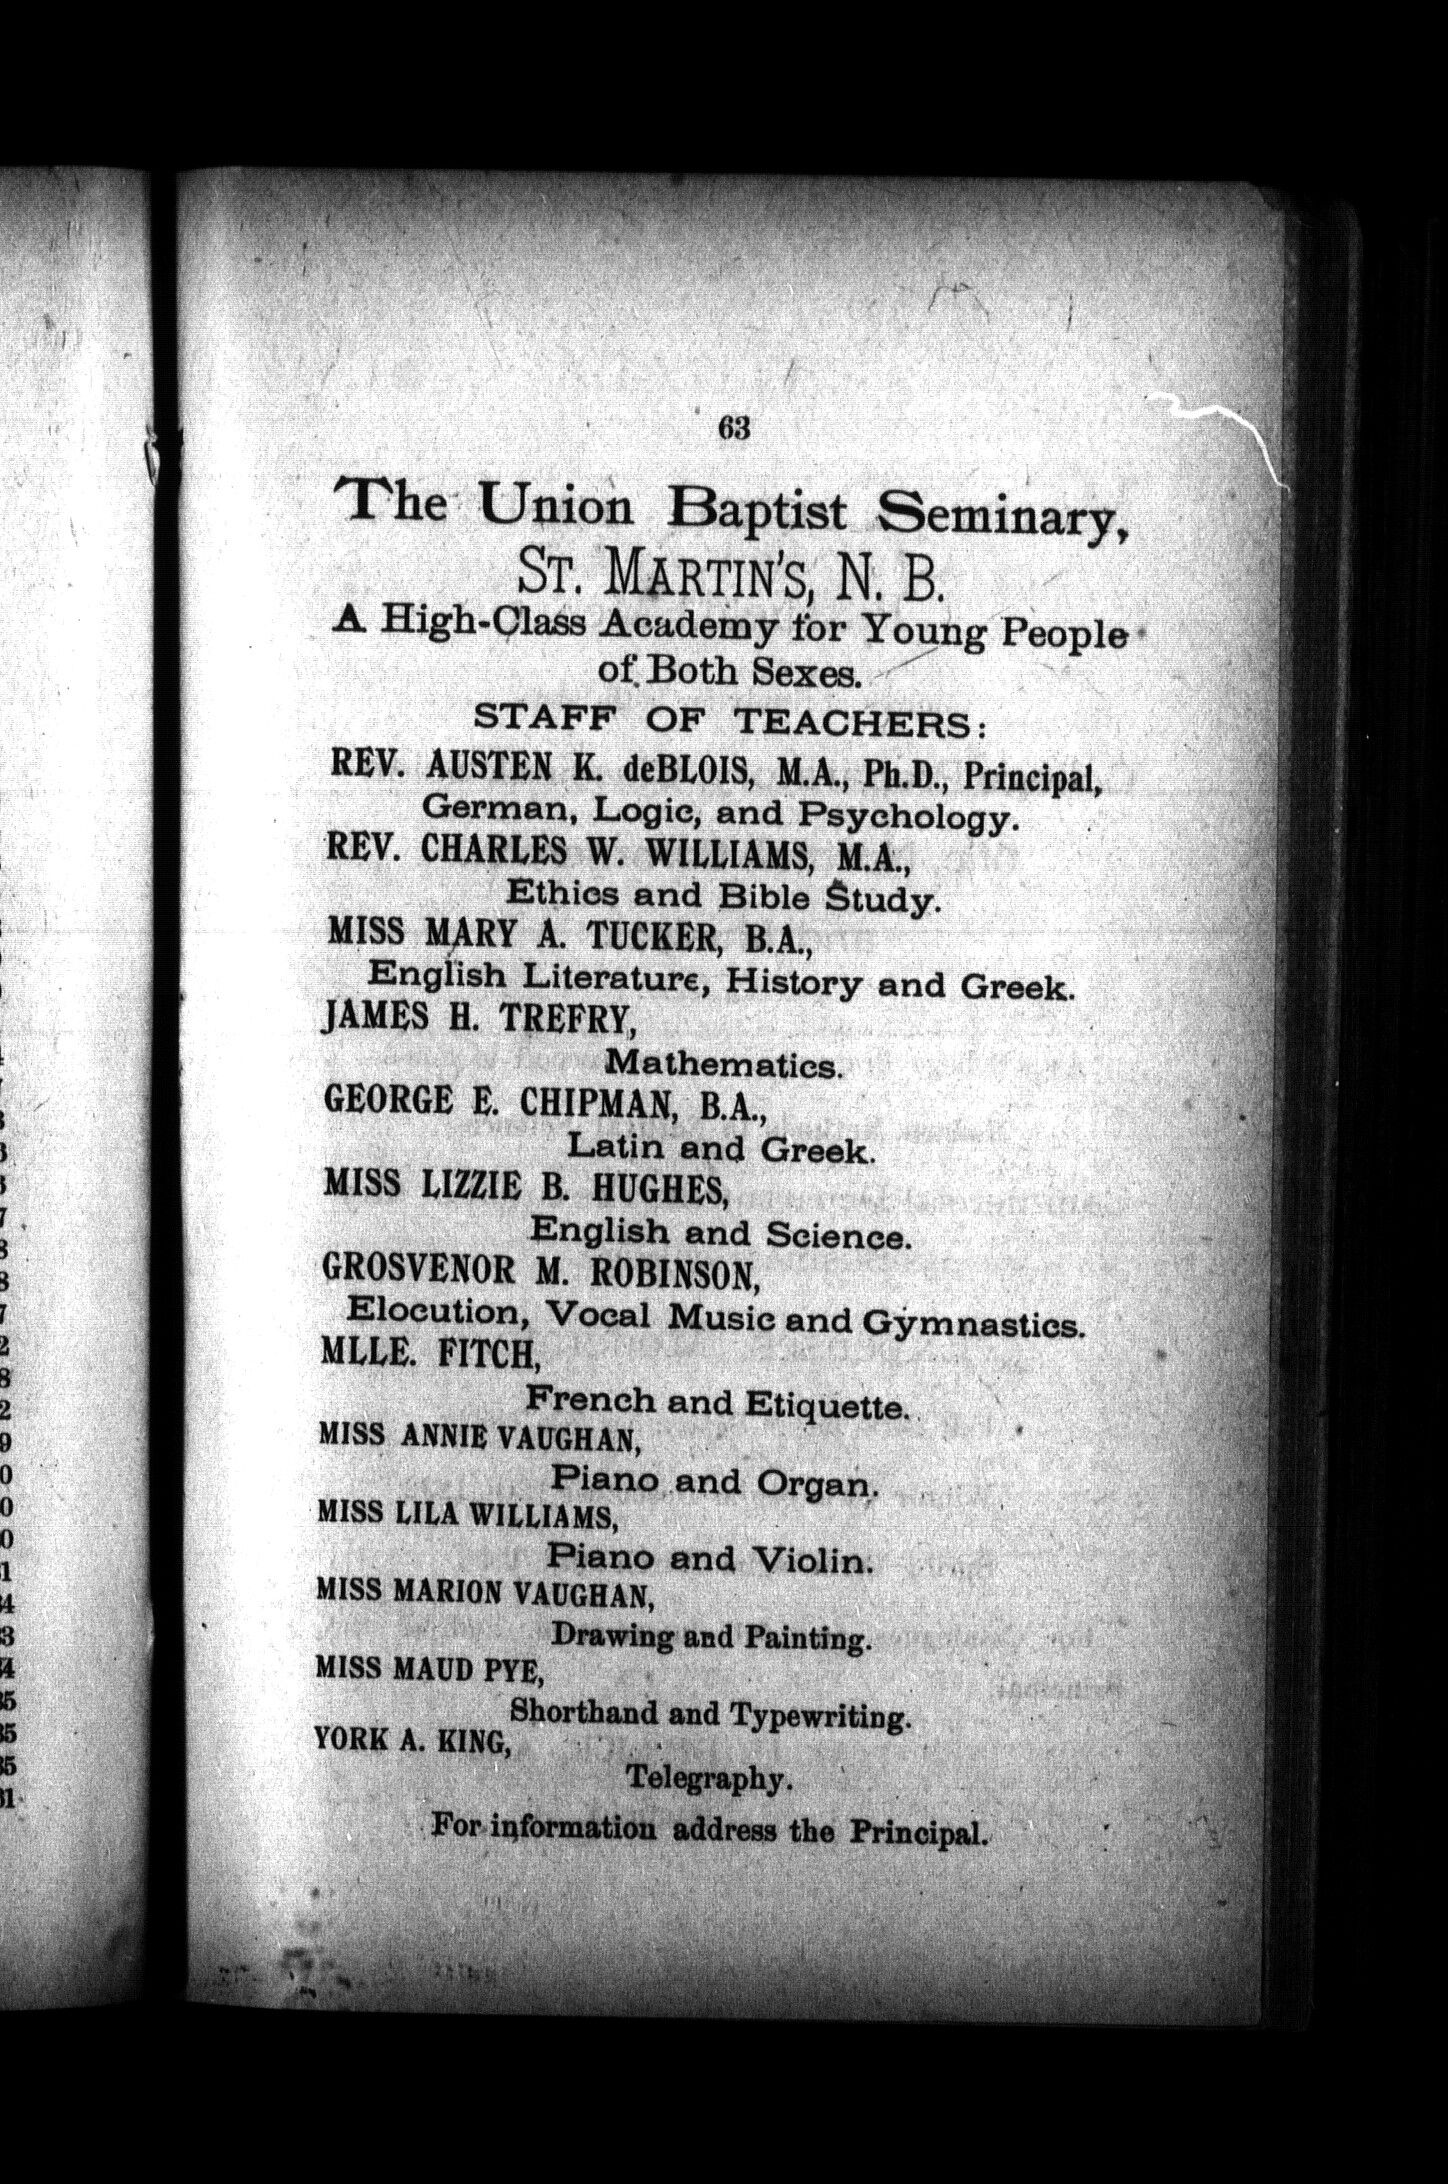 63
The Union Baptist Seminary,
ST. MARTIN'S, N. B.
A High-Class Academy for Young People
of Both Sexes.
STAFF OF TEACHERS:
REV. AUSTEN K. deBLOIS, M.A., Ph.D., Principal,
German, Logic, and Psychology.
REV. CHARLES W. WILLIAMS, M.A.,
Ethics and Bible Study.
MISS MARY A. TUCKER, B.A.,
English Literature, History and Greek.
JAMES H. TREFRY,
Mathematics.
GEORGE E. CHIPMAN, B.A.,
Latin and Greek.
MISS LIZZIE B. HUGHES,
English and Science.
GROSVENOR M. ROBINSON,
Elocution, Vocal Music and Gymnastics.
MLLE. FITCH,
French and Etiquette.
MISS ANNIE VAUGHAN,
Piano and Organ.
MISS LILA WILLIAMS,
Piano and Violin.
MISS MARION VAUGHAN,
Drawing and Painting.
MISS MAUD PYE,
Shorthand and Typewriting.
YORK A. KING,
Telegraphy.
For information address the Principal.